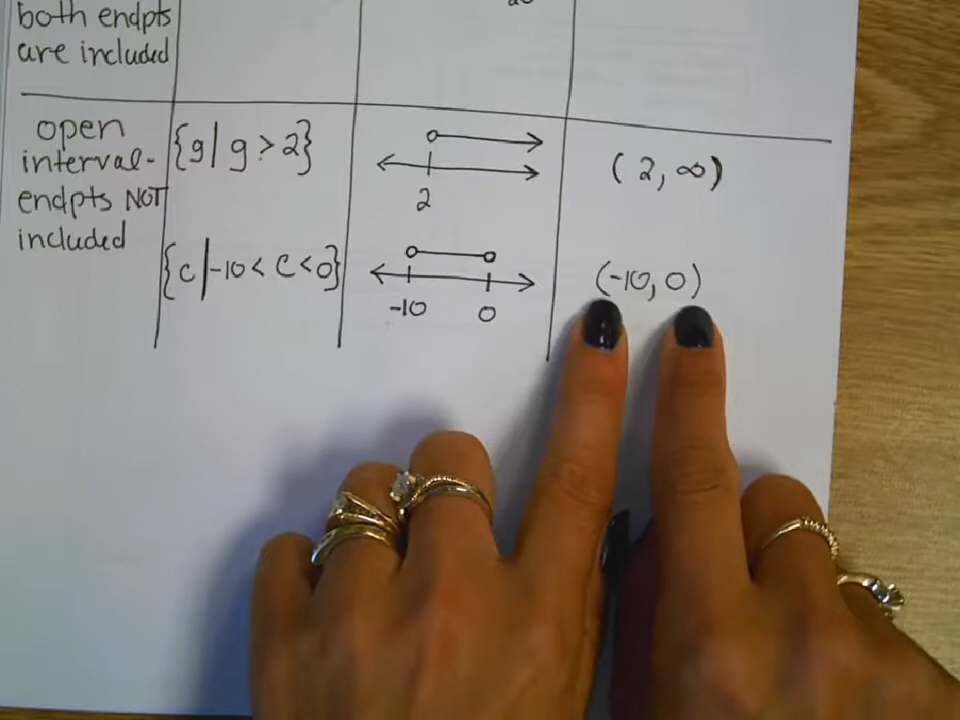 both endpts
are included
open
interval-
endpts NOT
included
{g| g > 2}
2
(2, ∞)
{c|-10 < c < 0}
-10 0
(-10, 0)